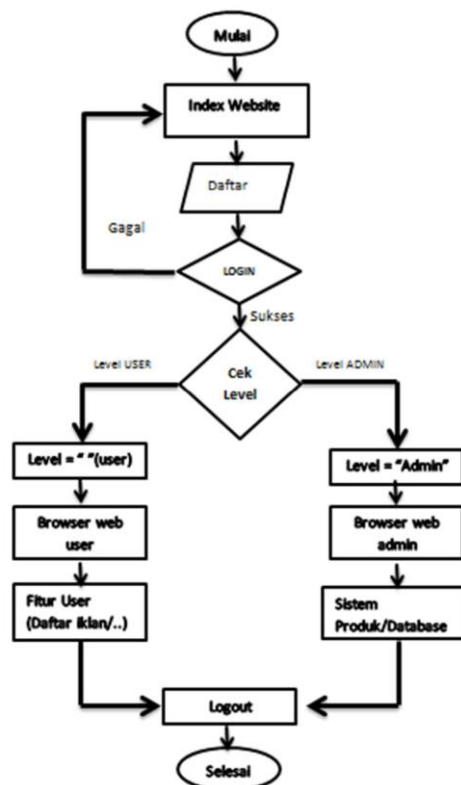 Mulai
Index Website
Daftar
Gagal
LOGIN
Sukses
Level USER
Cek
Level
Level ADMIN
Level = “ ”(user)
Level = “Admin”
Browser web
user
Browser web
admin
Fitur User
(Daftar iklan/..)
Sistem
Produk/Database
Logout
Selesai